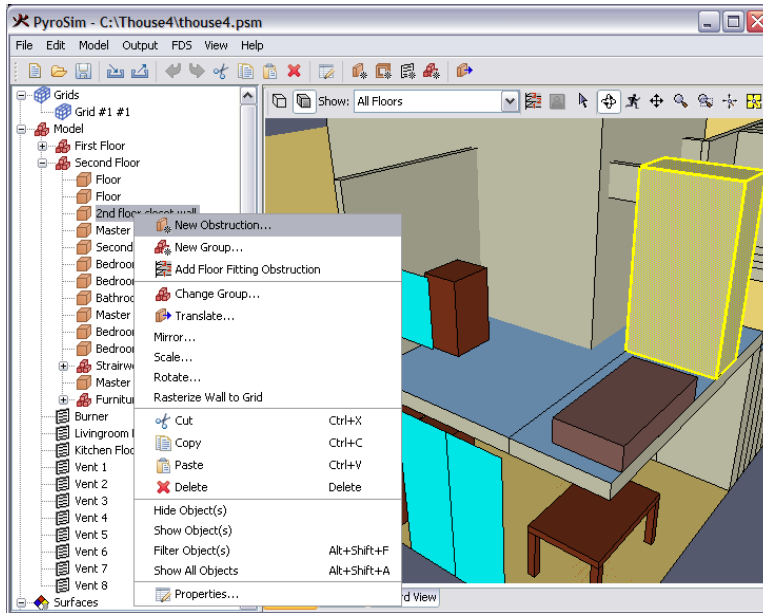 PyroSim - C:\Thouse4\thouse4.psm
File Edit Model Output FDS View Help
Show: All Floors
Grids
Grid #1 #1
Model
First Floor
Second Floor
Floor
Floor
2nd floor closet wall
Master
Second
Bedroo
Bedroo
Bathroo
Master
Bedroo
Bedroo
Strairw
Master
Furnitur
Burner
Livingroom
Kitchen Floo
Vent 1
Vent 2
Vent 3
Vent 4
Vent 5
Vent 6
Vent 7
Vent 8
Surfaces
New Obstruction...
New Group...
Add Floor Fitting Obstruction
Change Group...
Translate...
Mirror...
Scale...
Rotate...
Rasterize Wall to Grid
Cut Ctrl+X
Copy Ctrl+C
Paste Ctrl+V
Delete Delete
Hide Object(s)
Show Object(s)
Filter Object(s) Alt+Shift+F
Show All Objects Alt+Shift+A
Properties...
rd View